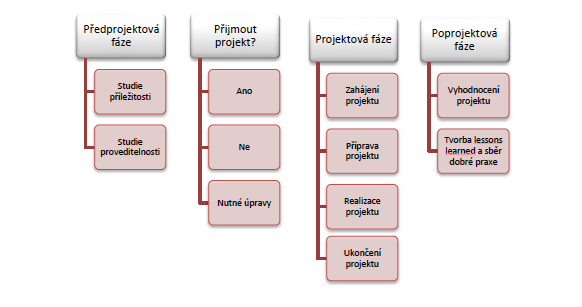 Předprojektová
fáze
Studie
příležitosti
Studie
proveditelnosti
Přijmout
projekt?
Ano
Ne
Nutné úpravy
Projektová fáze
Zahájení
projektu
Příprava
projektu
Realizace
projektu
Ukončení
projektu
Poprojektová
fáze
Vyhodnocení
projektu
Tvorba lessons
learned a sběr
dobré praxe